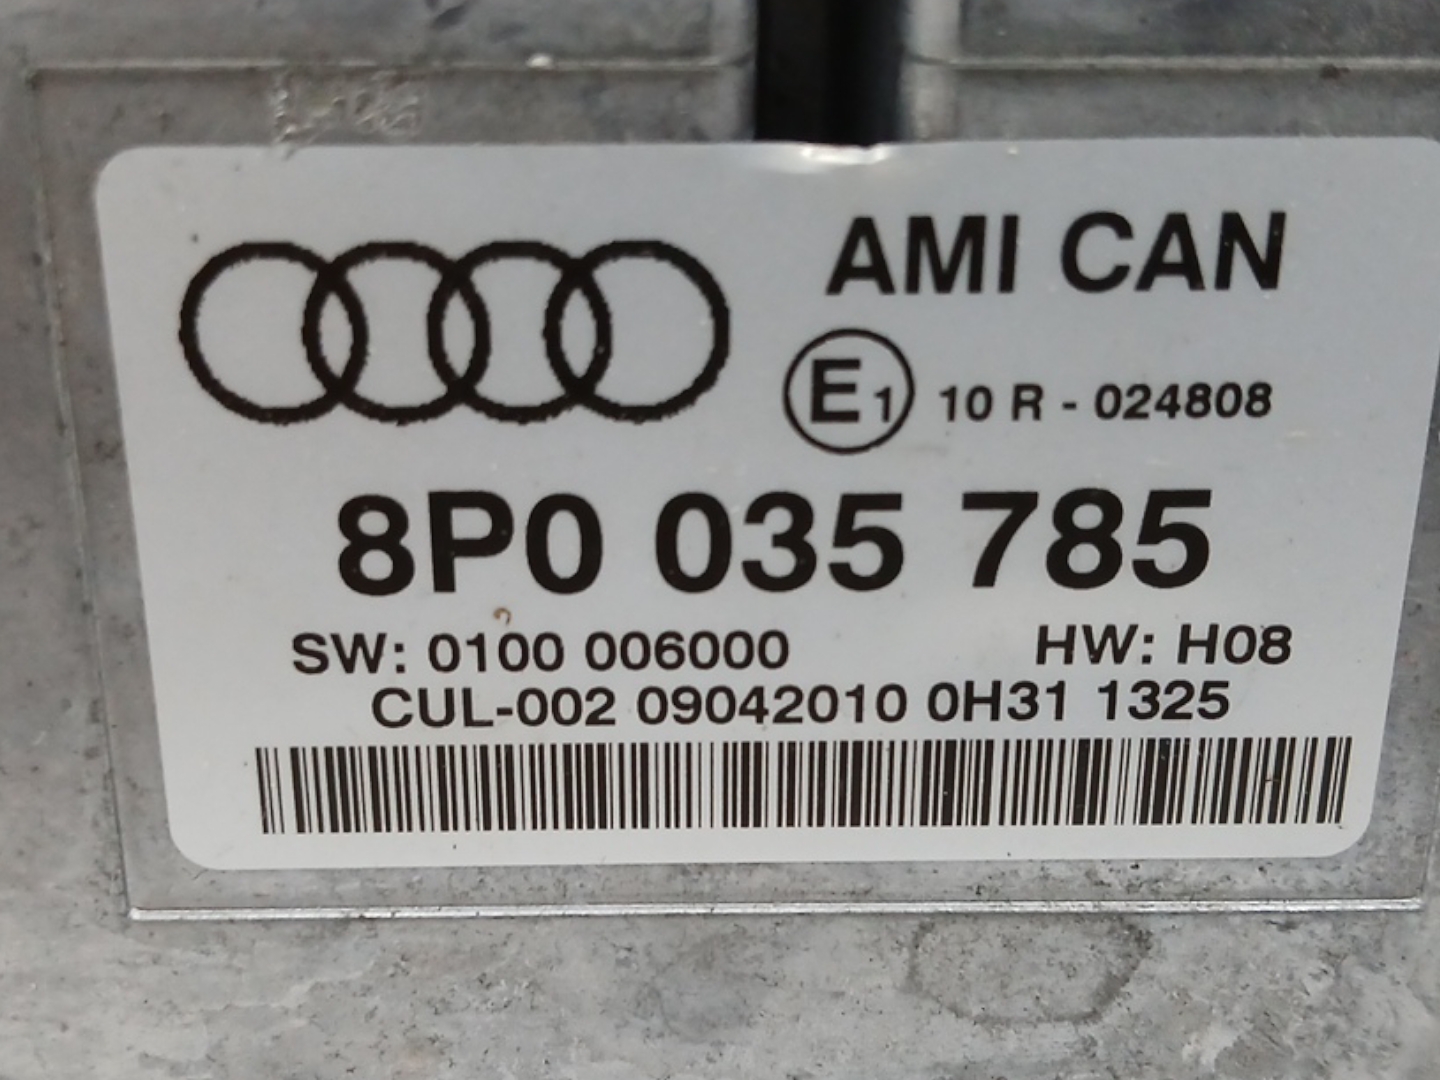 AMI CAN
E1 10 R - 024808
8P0 035 785
SW: 0100 006000 HW: H08
CUL-002 09042010 0H31 1325